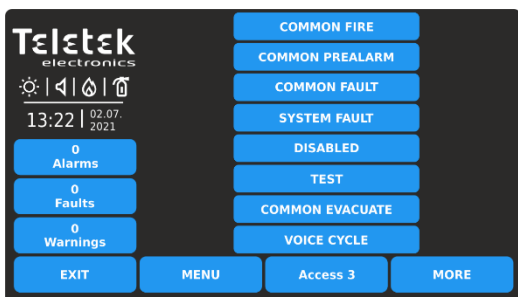 Teletek
electronics
13:22 02.07.
2021
0
Alarms
0
Faults
0
Warnings
COMMON FIRE
COMMON PREALARM
COMMON FAULT
SYSTEM FAULT
DISABLED
TEST
COMMON EVACUATE
VOICE CYCLE
EXIT
MENU
Access 3
MORE